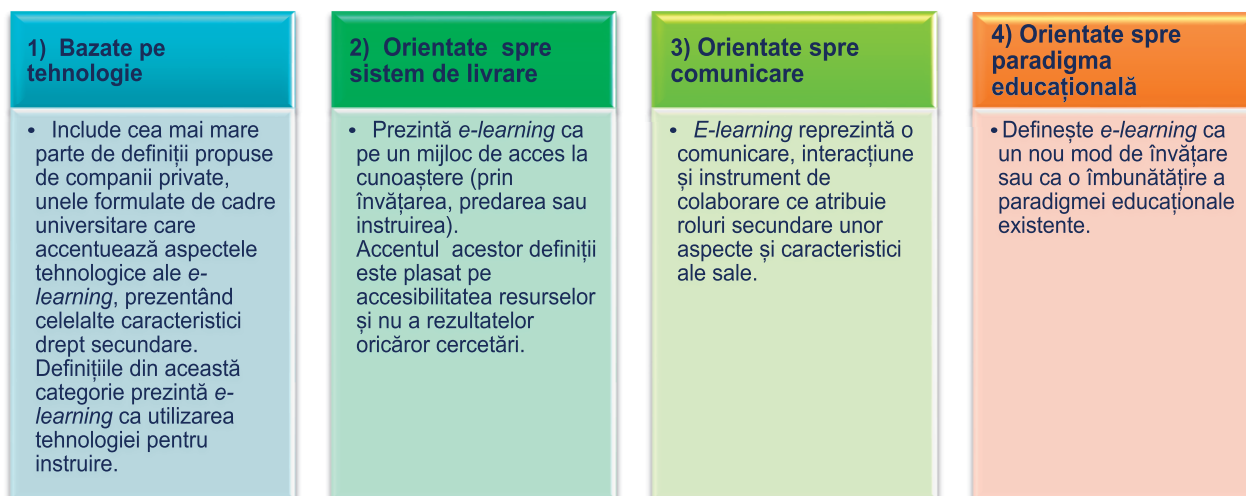 1) Bazate pe
tehnologie
• Include cea mai mare
parte de definiții propuse
de companii private,
unele formulate de cadre
universitare care
accentuează aspectele
tehnologice ale e-
learning, prezentând
celelalte caracteristici
drept secundare.
Definițiile din această
categorie prezintă e-
learning ca utilizarea
tehnologiei pentru
instruire.
2) Orientate spre
sistem de livrare
• Prezintă e-learning ca
pe un mijloc de acces la
cunoaștere (prin
învățarea, predarea sau
instruirea).
Accentul acestor definiții
este plasat pe
accesibilitatea resurselor
și nu a rezultatelor
oricăror cercetări.
3) Orientate spre
comunicare
• E-learning reprezintă o
comunicare, interacțiune
și instrument de
colaborare ce atribuie
roluri secundare unor
aspecte și caracteristici
ale sale.
4) Orientate spre
paradigma
educațională
• Definește e-learning ca
un nou mod de învățare
sau ca o îmbunătățire a
paradigmei educaționale
existente.